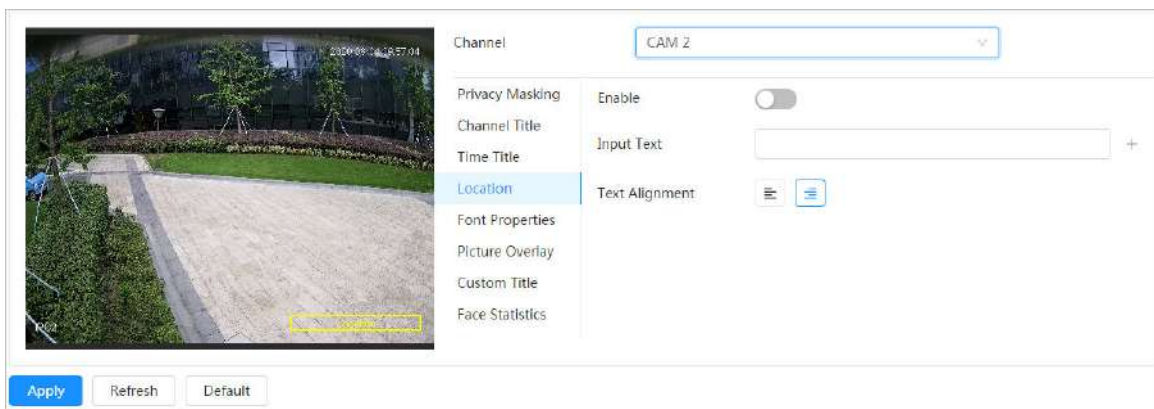 Channel
CAM 2
Privacy Masking
Channel Title
Time Title
Location
Font Properties
Picture Overlay
Custom Title
Face Statistics
Enable
Input Text
+
Text Alignment
Apply
Refresh
Default